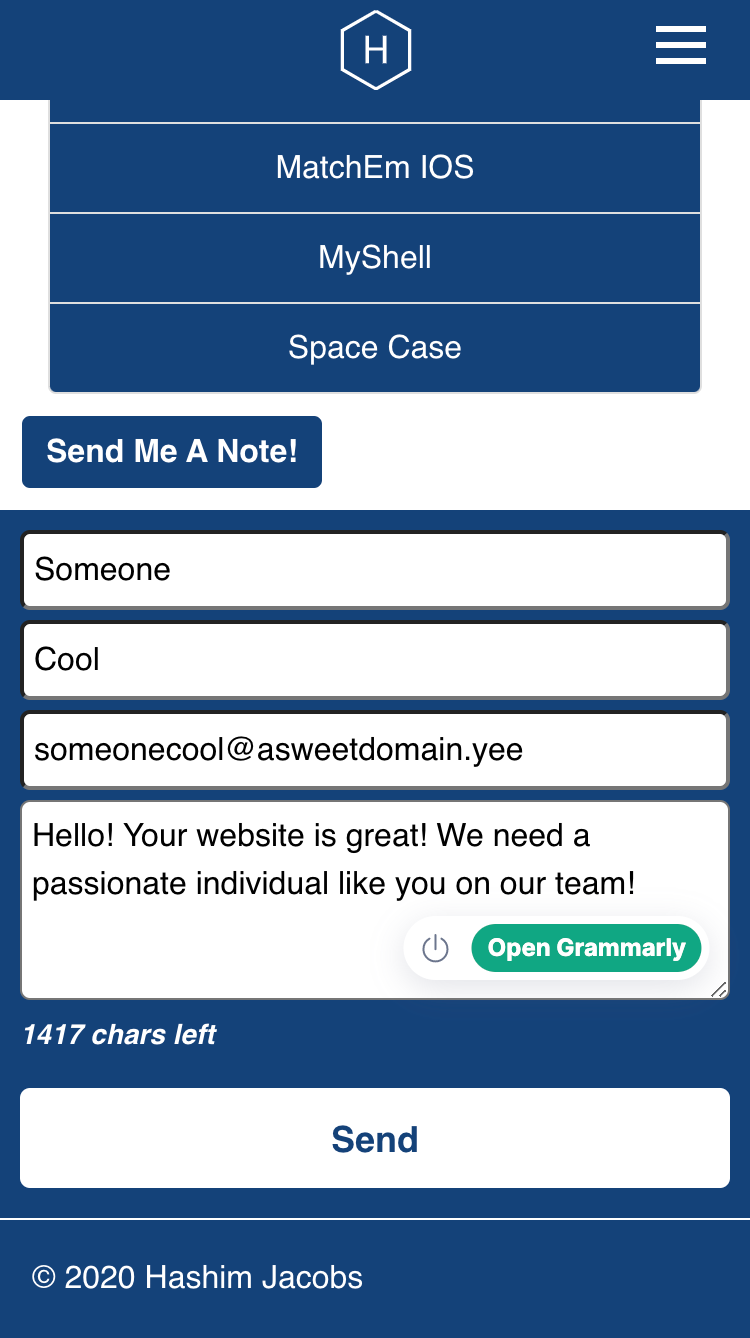 H
MatchEm IOS
MyShell
Space Case
Send Me A Note!
Someone
Cool
someonecool@asweetdomain.yee
Hello! Your website is great! We need a
passionate individual like you on our team!
Open Grammarly
1417 chars left
Send
© 2020 Hashim Jacobs